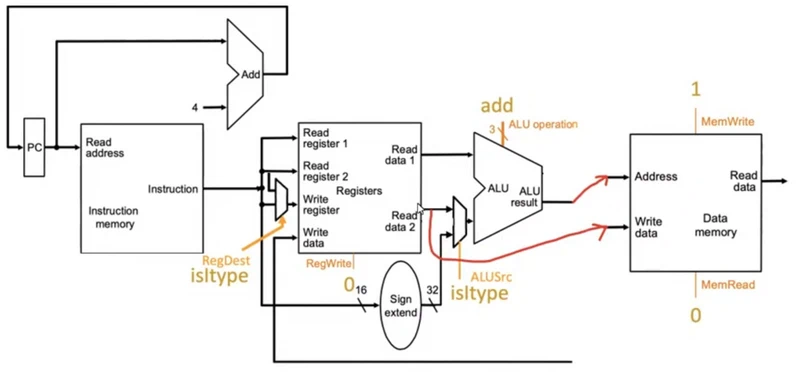 Add
4
PC
Read
address
Instruction
Instruction
memory
RegDest
isltype
Read
register 1
Read
register 2
Registers
Write
register
Write
data
Read
data 1
Read
data 2
RegWrite
0
16
Sign
extend
32
add
3
ALU operation
ALU
ALU
result
ALUSrc
isltype
1
MemWrite
Address
Read
data
Write
data
Data
memory
MemRead
0